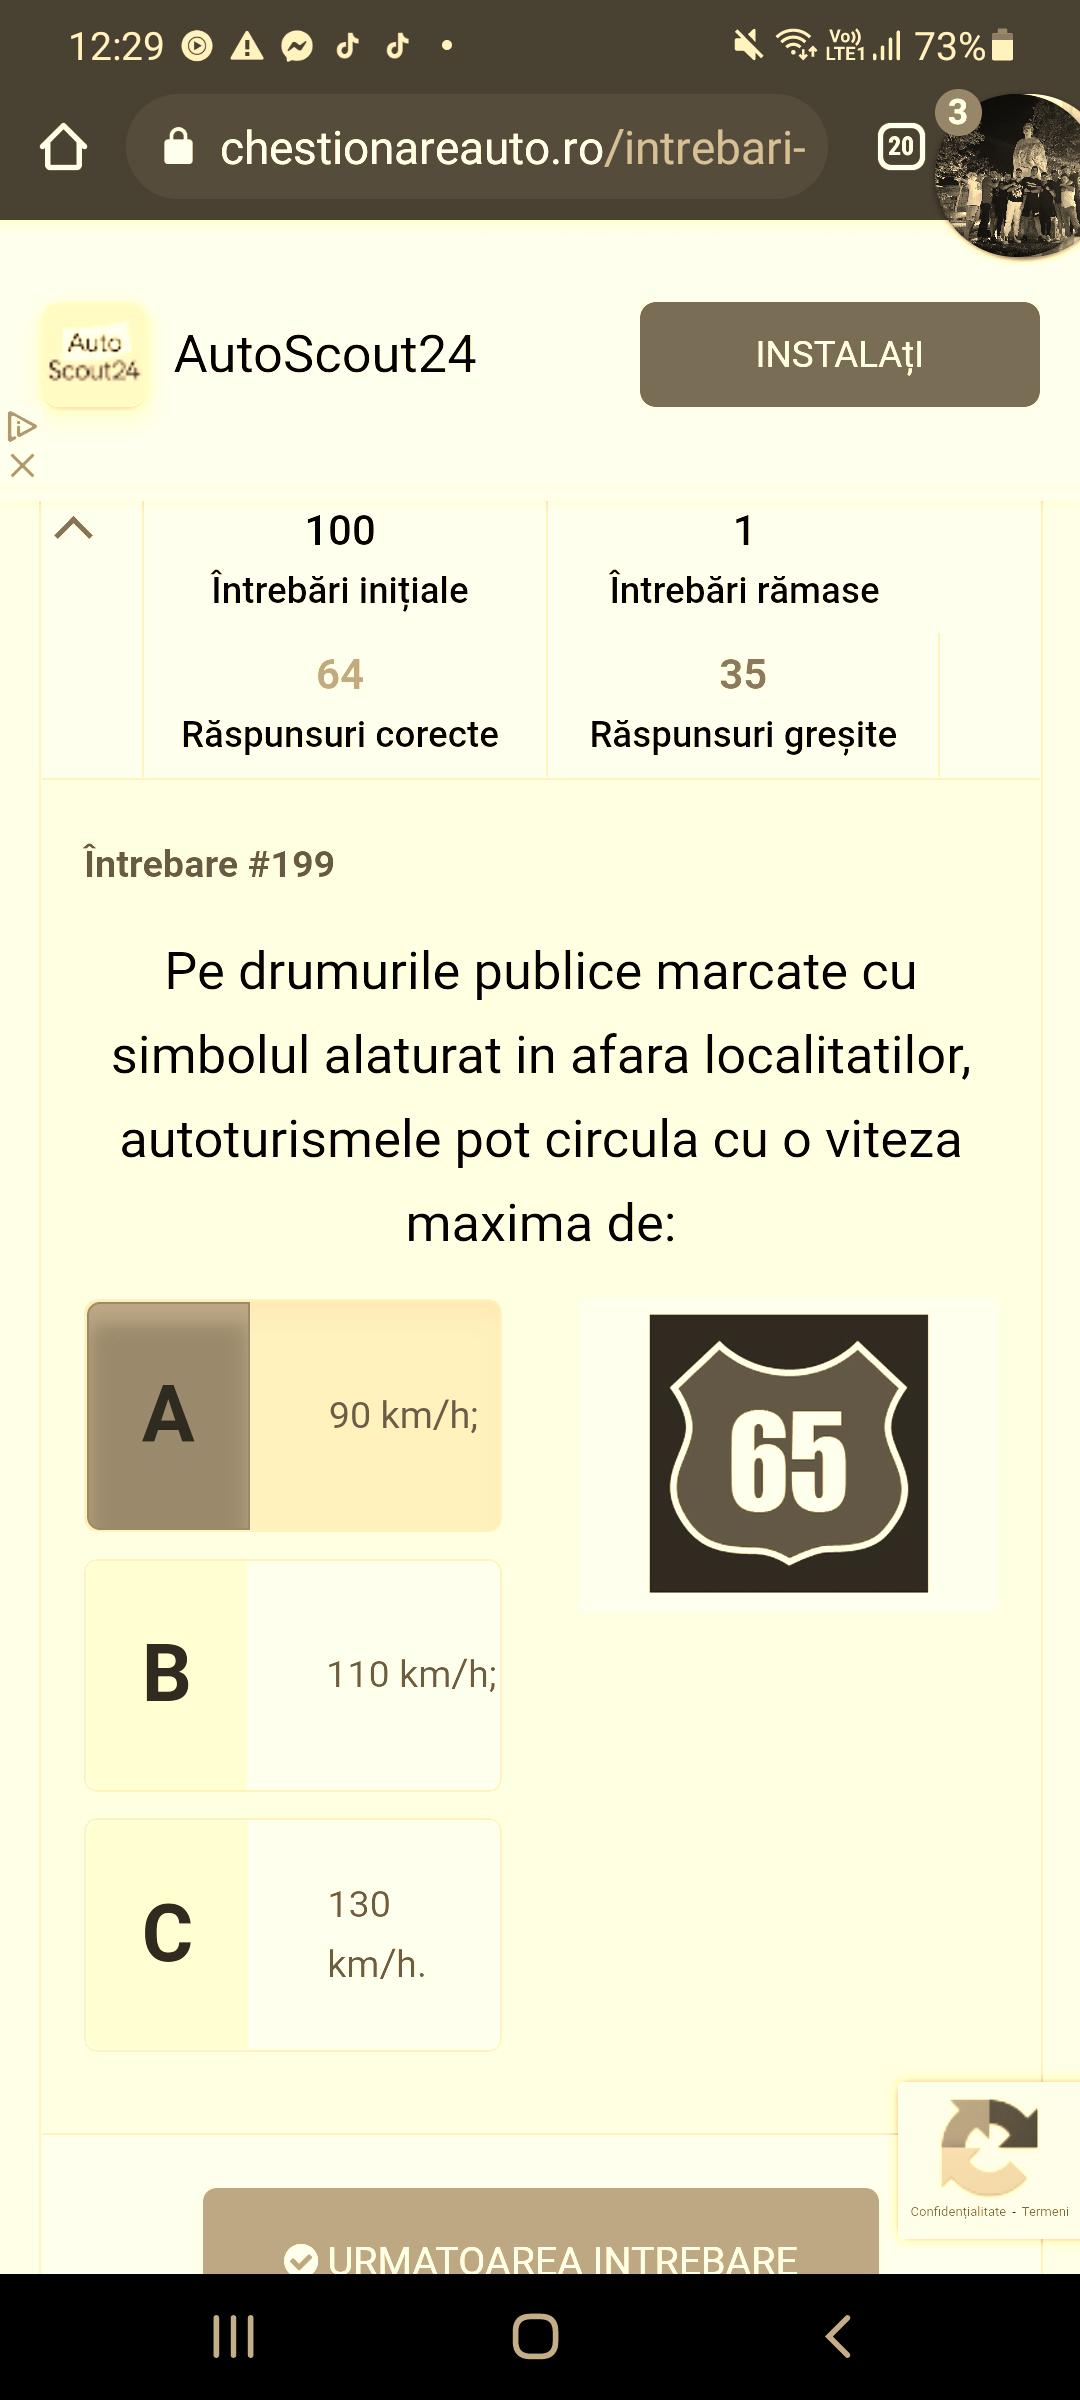 12:29
Vo))
LTE1
73%
chestionareauto.ro/intrebari-
20
3
Auto
Scout24
AutoScout24
INSTALAțI
100
1
Întrebări inițiale
Întrebări rămase
64
35
Răspunsuri corecte
Răspunsuri greșite
Întrebare #199
Pe drumurile publice marcate cu
simbolul alaturat in afara localitatilor,
autoturismele pot circula cu o viteza
maxima de:
A
90 km/h;
65
B
110 km/h;
C
130
km/h.
Confidențialitate - Termeni
URMATOAREA INTREBARE